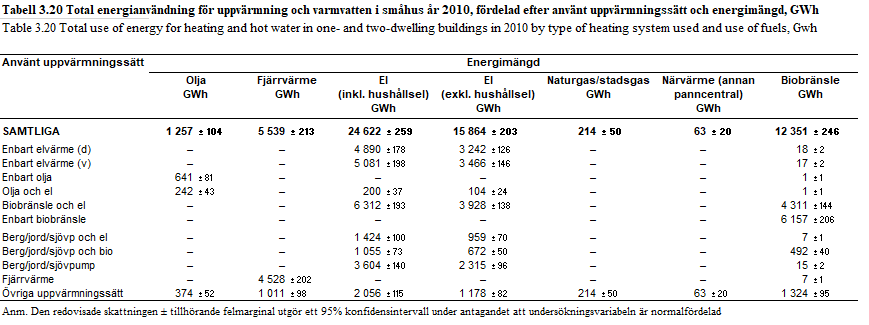 Tabell 3.20 Total energianvändning för uppvärmning och varmvatten i småhus år 2010, fördelad efter använt uppvärmningssätt och energimängd, GWh
Table 3.20 Total use of energy for heating and hot water in one- and two-dwelling buildings in 2010 by type of heating system used and use of fuels, Gwh
Använt uppvärmningssätt Energimängd
Olja Fjärrvärme El El Naturgas/stadsgas Närvärme (annan Biobränsle
GWh GWh (inkl. hushållsel) (exkl. hushållsel) GWh panncentral) GWh
GWh GWh GWh
SAMTLIGA 1 257 ± 104 5 539 ± 213 24 622 ± 259 15 864 ± 203 214 ± 50 63 ± 20 12 351 ± 246
Enbart elvärme (d) – – 4 890 ± 178 3 242 ± 126 – – 18 ± 2
Enbart elvärme (v) – – 5 081 ± 198 3 466 ± 146 – – 17 ± 2
Enbart olja 641 ± 81 – – – – – 1 ± 1
Olja och el 242 ± 43 – 200 ± 37 104 ± 24 – – 1 ± 1
Biobränsle och el – – 6 312 ± 193 3 928 ± 138 – – 4 311 ± 144
Enbart biobränsle – – – – – – 6 157 ± 206
Berg/jord/sjövp och el – – 1 424 ± 100 959 ± 70 – – 7 ± 1
Berg/jord/sjövp och bio – – 1 055 ± 73 672 ± 50 – – 492 ± 40
Berg/jord/sjövpump – – 3 604 ± 140 2 315 ± 96 – – 15 ± 2
Fjärrvärme – 4 528 ± 202 – – – – 7 ± 1
Övriga uppvärmningssätt 374 ± 52 1 011 ± 98 2 056 ± 115 1 178 ± 82 214 ± 50 63 ± 20 1 324 ± 95
Anm. Den redovisade skattningen ± tillhörande felmarginal utgör ett 95% konfidensintervall under antagandet att undersökningsvariabeln är normalfördelad